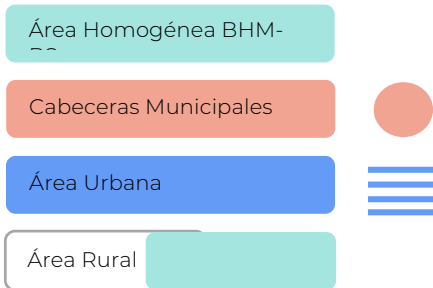 Área Homogénea BHM-
Cabeceras Municipales
Área Urbana
Área Rural